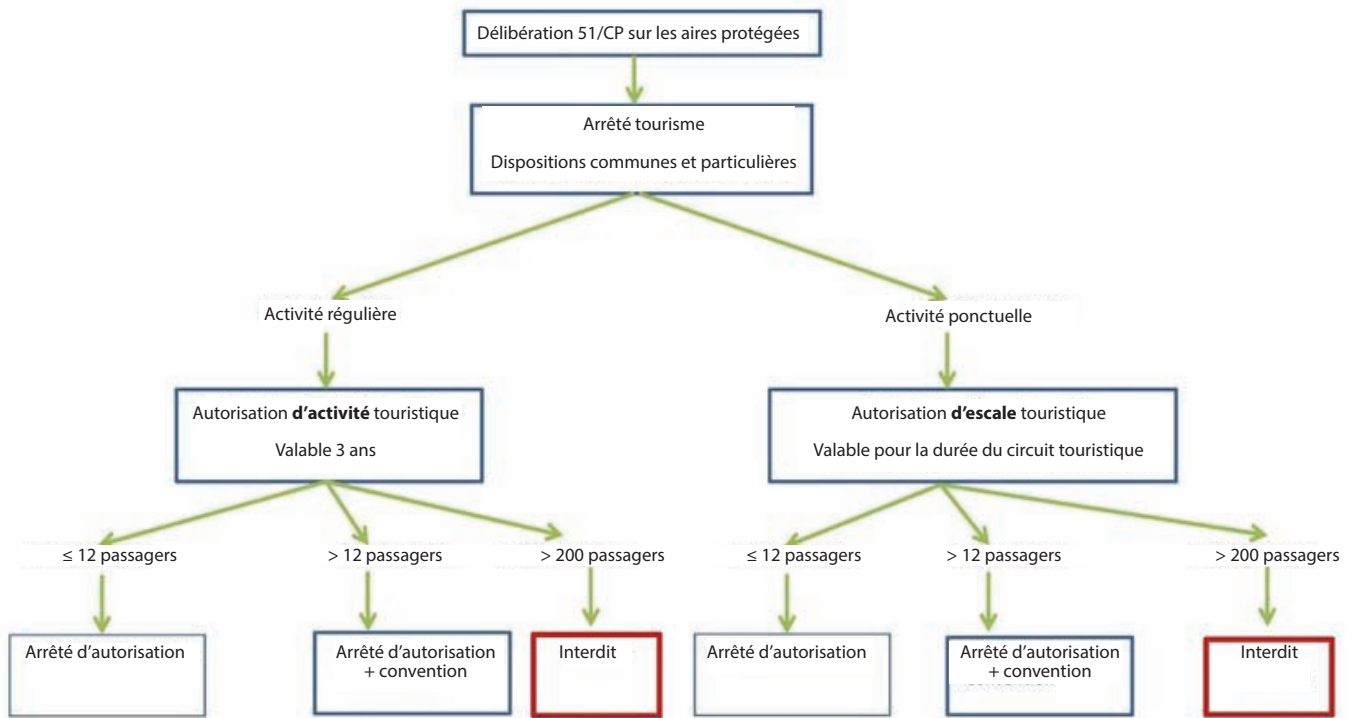 Délibération 51/CP sur les aires protégées
Arrêté tourisme
Dispositions communes et particulières
Activité régulière
Activité ponctuelle
Autorisation d'activité touristique
Valable 3 ans
Autorisation d'escale touristique
Valable pour la durée du circuit touristique
≤ 12 passagers
> 12 passagers
> 200 passagers
≤ 12 passagers
> 12 passagers
> 200 passagers
Arrêté d'autorisation
Arrêté d'autorisation
+ convention
Interdit
Arrêté d'autorisation
Arrêté d'autorisation
+ convention
Interdit